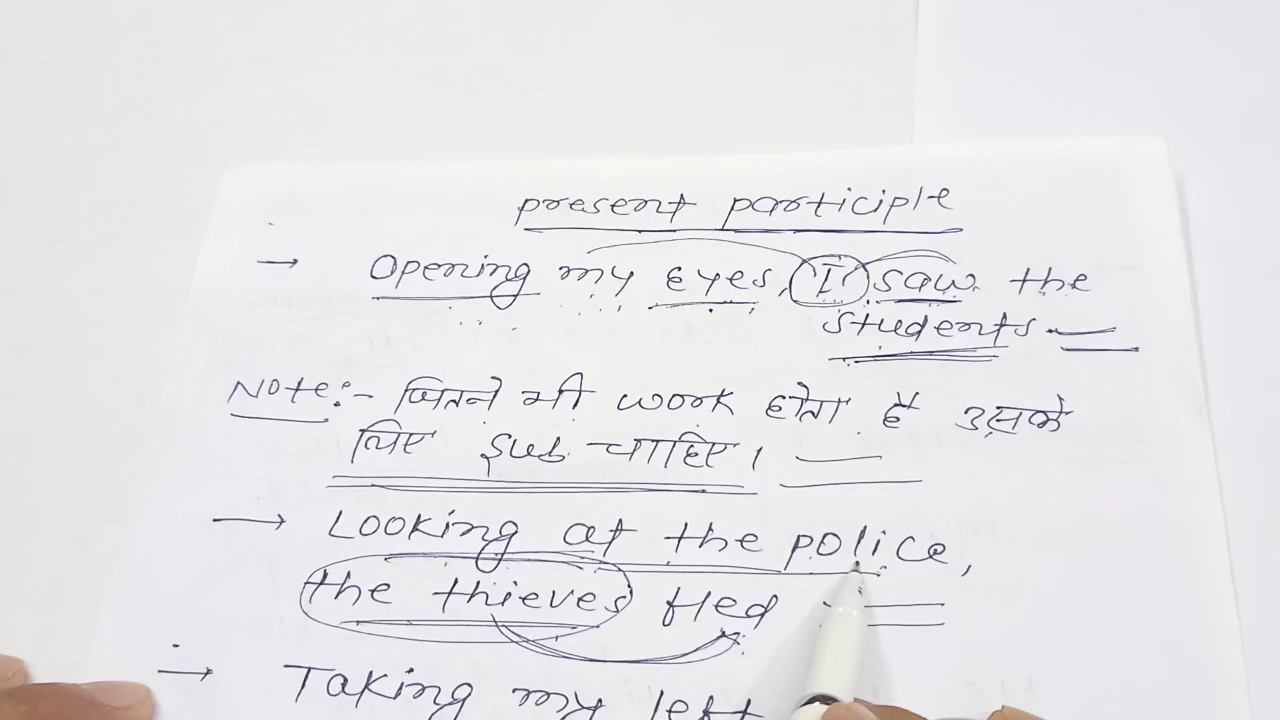 present participle
→ Opening my eyes, I saw the
students.
Note:- जितने भी work होता है उसके
लिए sub चाहिए।
→ Looking at the police,
the thieves fled
→ Taking my left